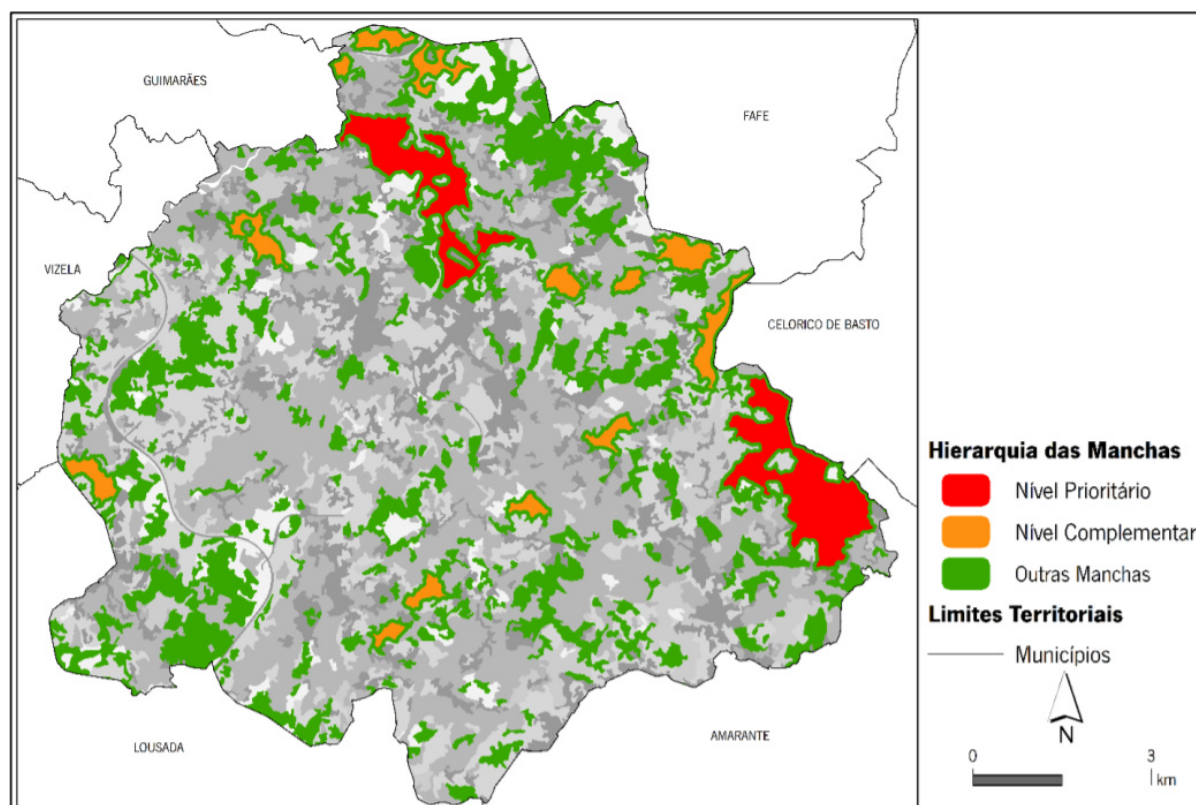 GUIMARÃES
FAFE
VIZELA
CELORICO DE BASTO
LOUSADA
AMARANTE
Hierarquia das Manchas
Nível Prioritário
Nível Complementar
Outras Manchas
Limites Territoriais
Municípios
N
0 3
km